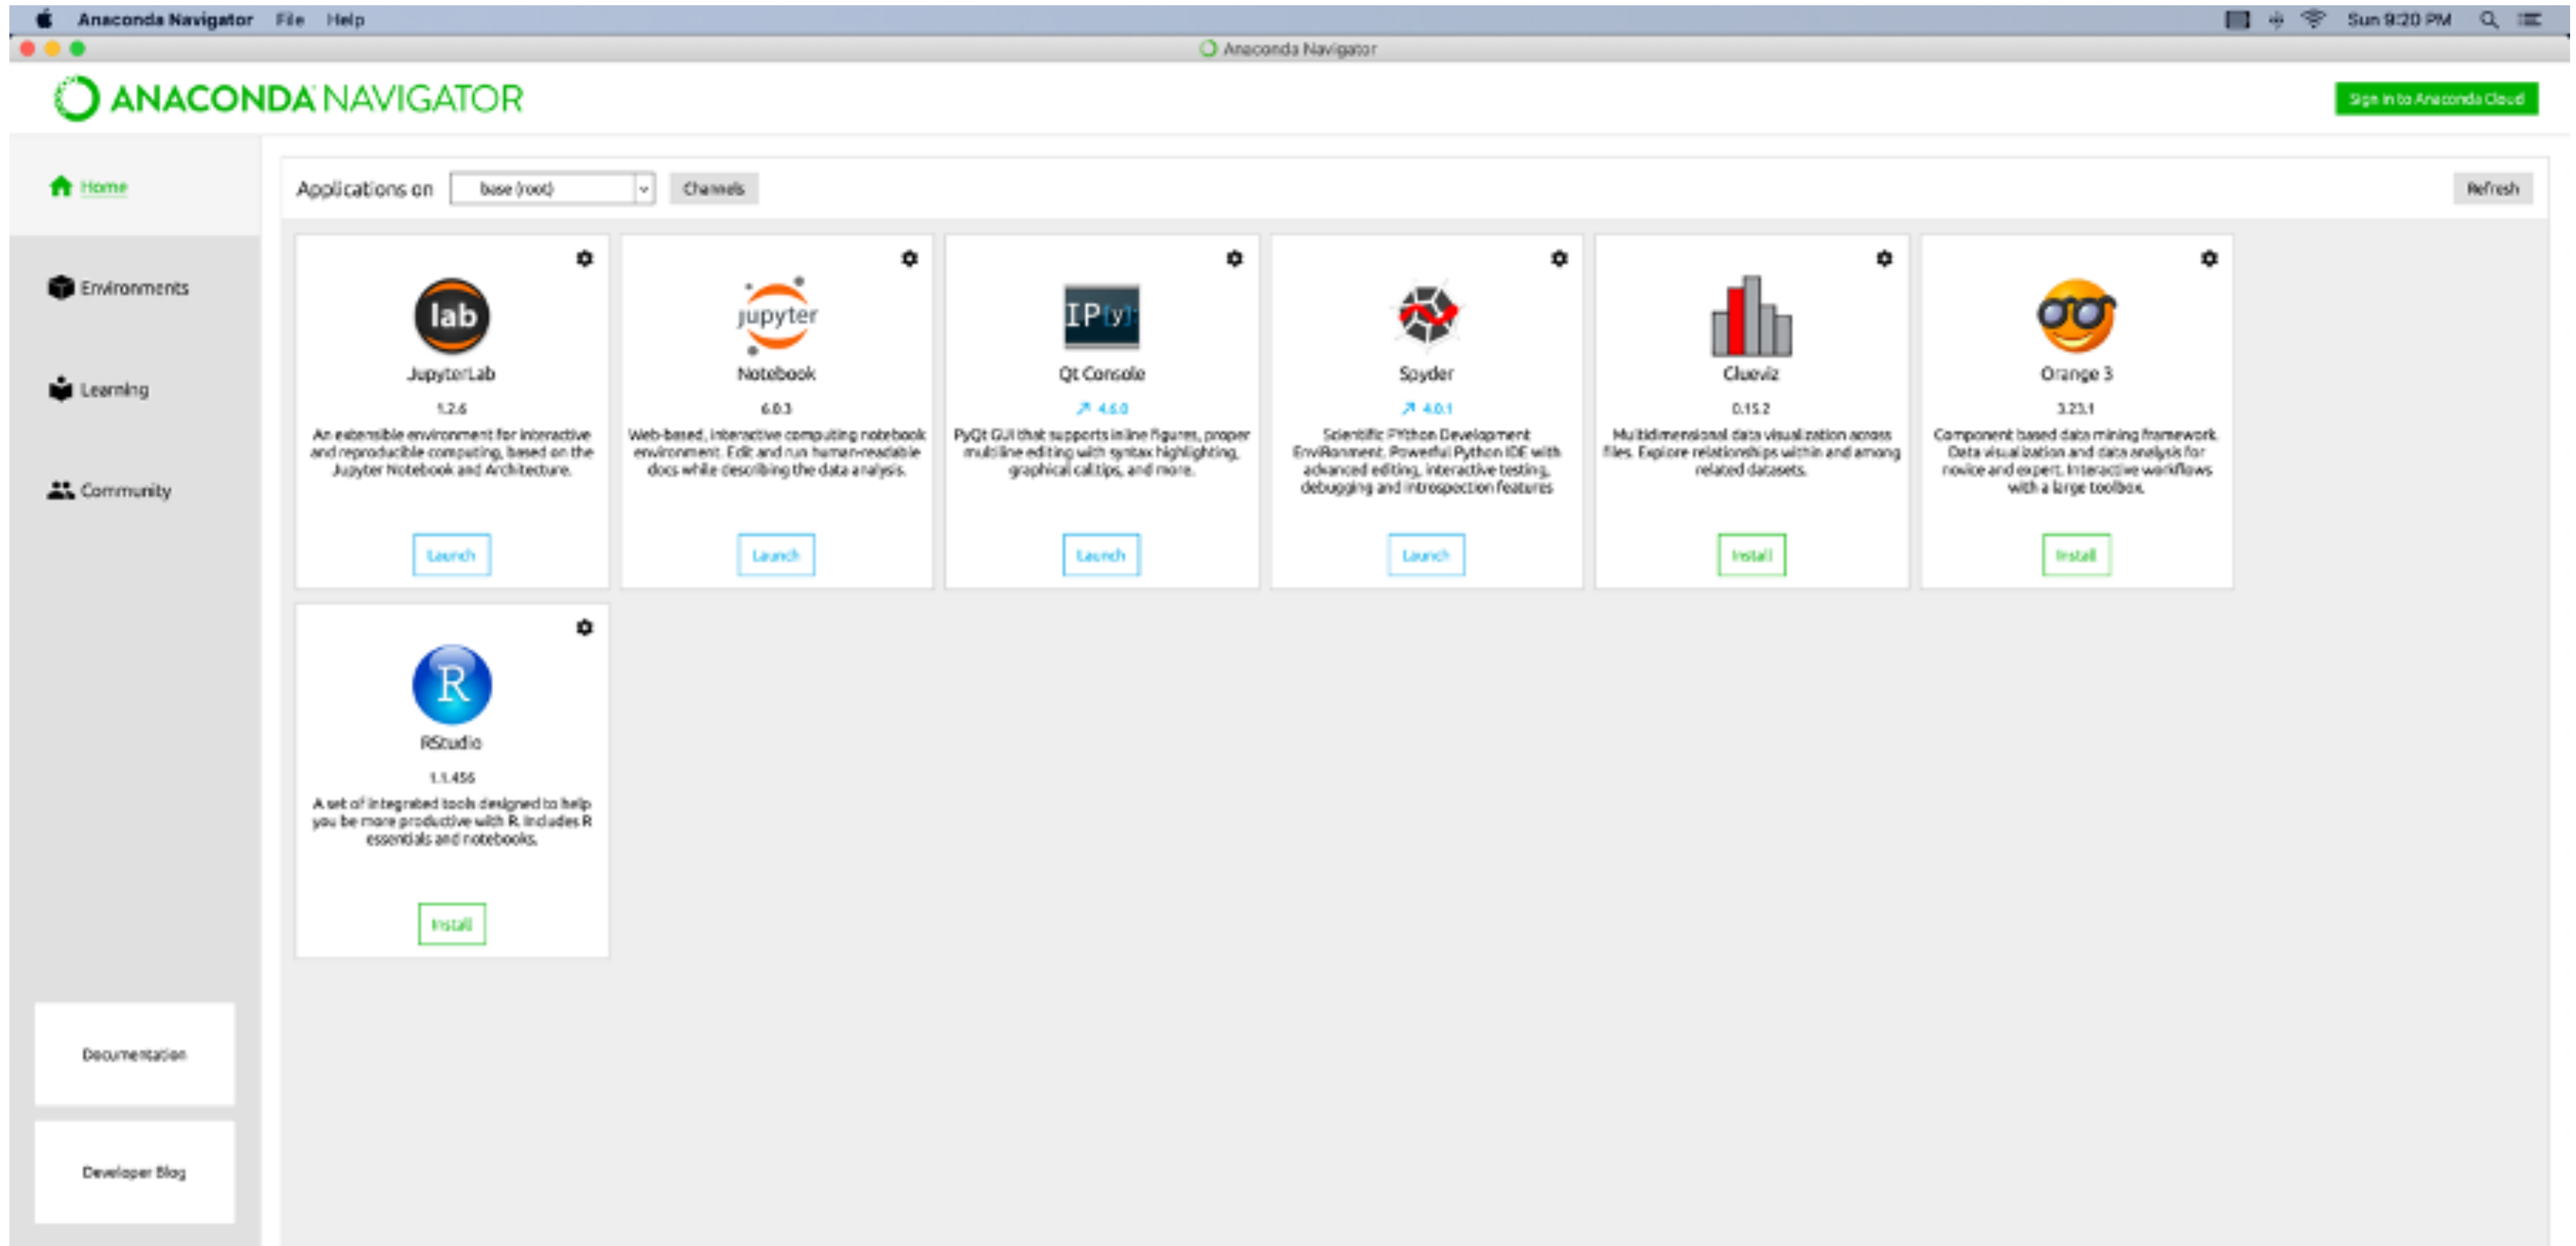 Anaconda Navigator File Help
Sun 9:20 PM
Anaconda Navigator
ANACONDA NAVIGATOR
Sign in to Anaconda Cloud
Home
Environments
Learning
Community
Documentation
Developer Blog
Applications on base (root) Channels
Refresh
lab
JupyterLab
1.2.6
An extensible environment for interactive
and reproducible computing, based on the
Jupyter Notebook and Architecture.
Launch
jupyter
Notebook
6.0.3
Web-based, interactive computing notebook
environment. Edit and run human-readable
docs while describing the data analysis.
Launch
IP[y]:
Qt Console
4.6.0
PyQt GUI that supports inline figures, proper
multiline editing with syntax highlighting,
graphical calltips, and more.
Launch
Spyder
4.0.1
Scientific PYthon Development
EnviRonment. Powerful Python IDE with
advanced editing, interactive testing,
debugging and introspection features
Launch
Glueviz
0.15.2
Multidimensional data visualization across
files. Explore relationships within and among
related datasets.
Install
Orange 3
3.23.1
Component based data mining framework.
Data visualization and data analysis for
novice and expert. Interactive workflows
with a large toolbox.
Install
R
RStudio
1.1.456
A set of integrated tools designed to help
you be more productive with R. Includes R
essentials and notebooks.
Install